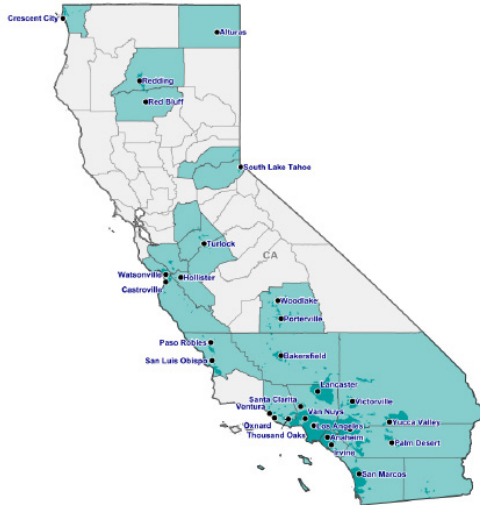 Crescent City
Alturas
Redding
Red Bluff
South Lake Tahoe
Turlock
CA
Watsonville
Hollister
Castroville
Woodlake
Porterville
Paso Robles
Bakersfield
San Luis Obispo
Lancaster
Santa Clarita
Victorville
Ventura
Van Nuys
Oxnard
Los Angeles
Yucca Valley
Thousand Oaks
Anaheim
Palm Desert
Irvine
San Marcos